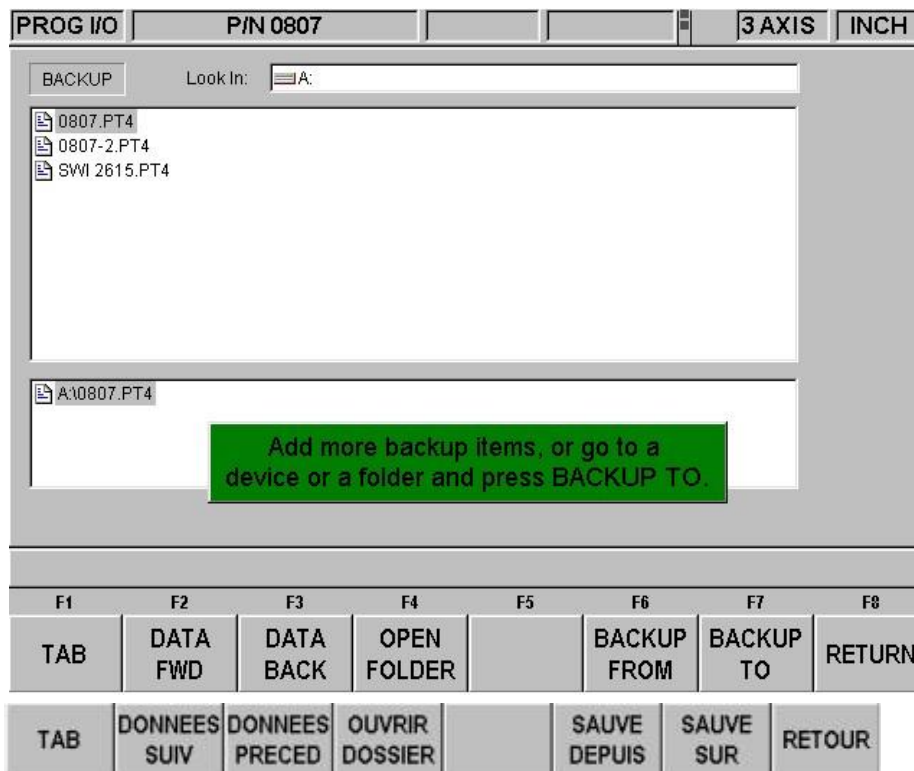 PROG I/O P/N 0807 3 AXIS INCH
BACKUP Look In: A:
0807.PT4
0807-2.PT4
SWI 2615.PT4
A:\0807.PT4
Add more backup items, or go to a
device or a folder and press BACKUP TO.
F1 F2 F3 F4 F5 F6 F7 F8
TAB DATA FWD DATA BACK OPEN FOLDER BACKUP FROM BACKUP TO RETURN
TAB DONNEES SUIV DONNEES PRECED OUVRIR DOSSIER SAUVE DEPUIS SAUVE SUR RETOUR